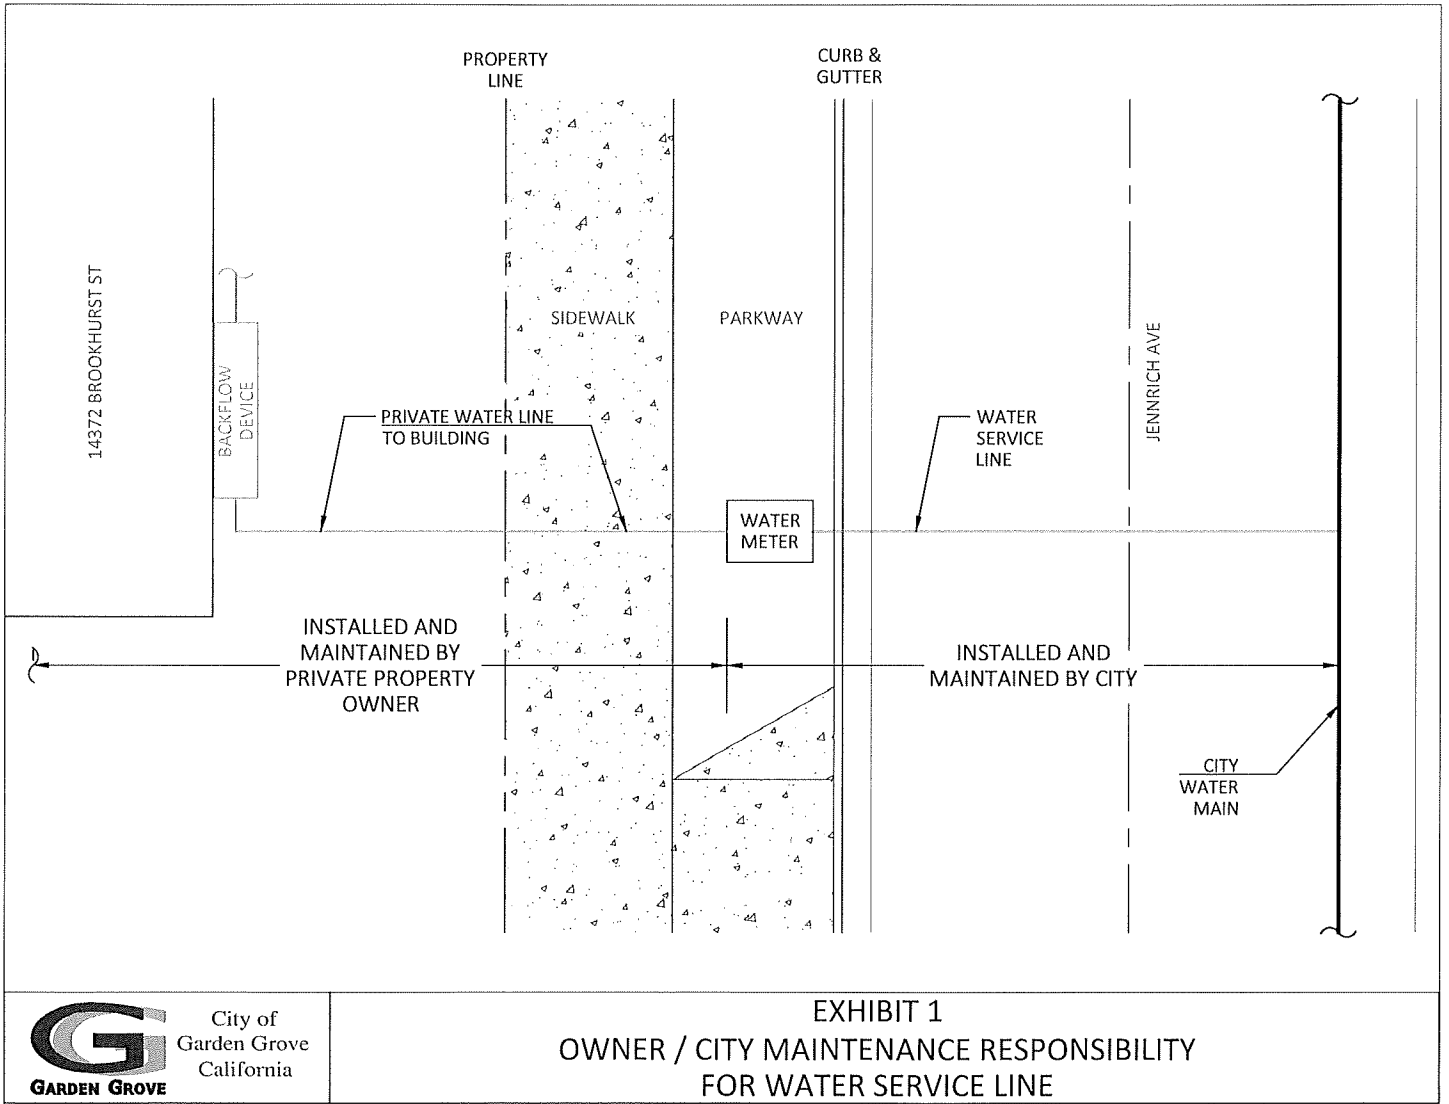 PROPERTY
LINE
CURB &
GUTTER
14372 BROOKHURST ST
BACKFLOW
DEVICE
SIDEWALK
PARKWAY
JENNRICH AVE
PRIVATE WATER LINE
TO BUILDING
WATER
SERVICE
LINE
WATER
METER
INSTALLED AND
MAINTAINED BY
PRIVATE PROPERTY
OWNER
INSTALLED AND
MAINTAINED BY CITY
CITY
WATER
MAIN
GARDEN GROVE
City of
Garden Grove
California
EXHIBIT 1
OWNER / CITY MAINTENANCE RESPONSIBILITY
FOR WATER SERVICE LINE